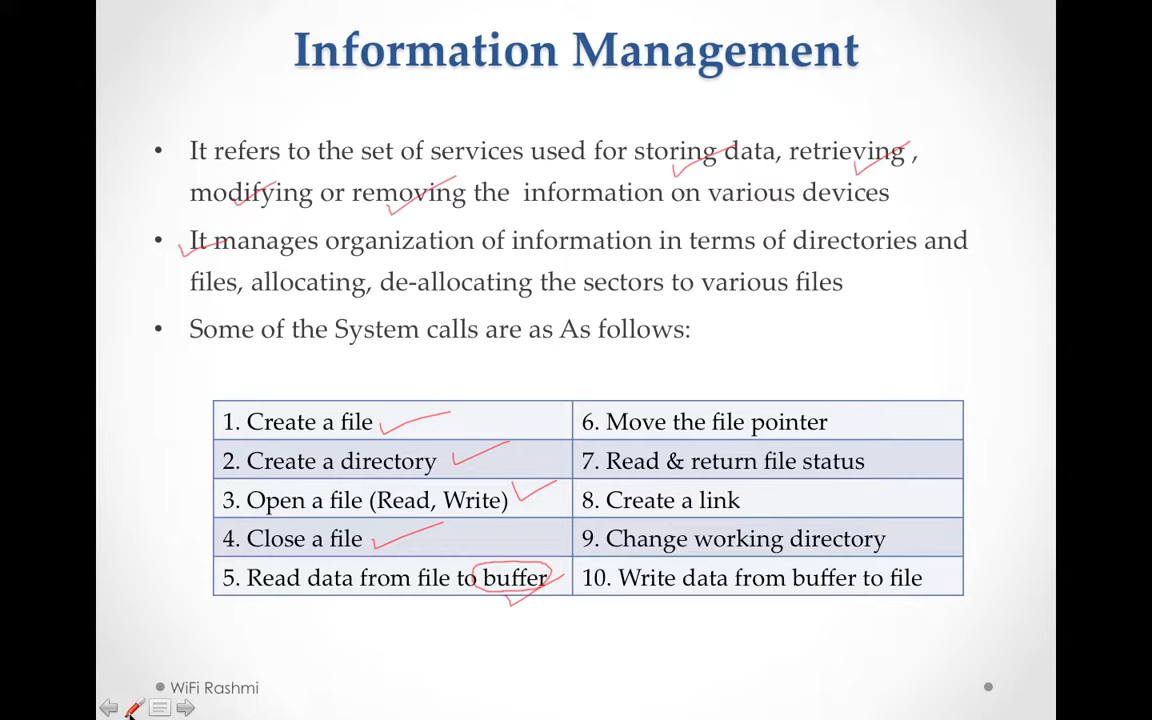 Information Management
• It refers to the set of services used for storing data, retrieving ,
modifying or removing the  information on various devices
• It manages organization of information in terms of directories and
files, allocating, de-allocating the sectors to various files
• Some of the System calls are as As follows:
1. Create a file
6. Move the file pointer
2. Create a directory
7. Read & return file status
3. Open a file (Read, Write)
8. Create a link
4. Close a file
9. Change working directory
5. Read data from file to buffer
10. Write data from buffer to file
WiFi Rashmi